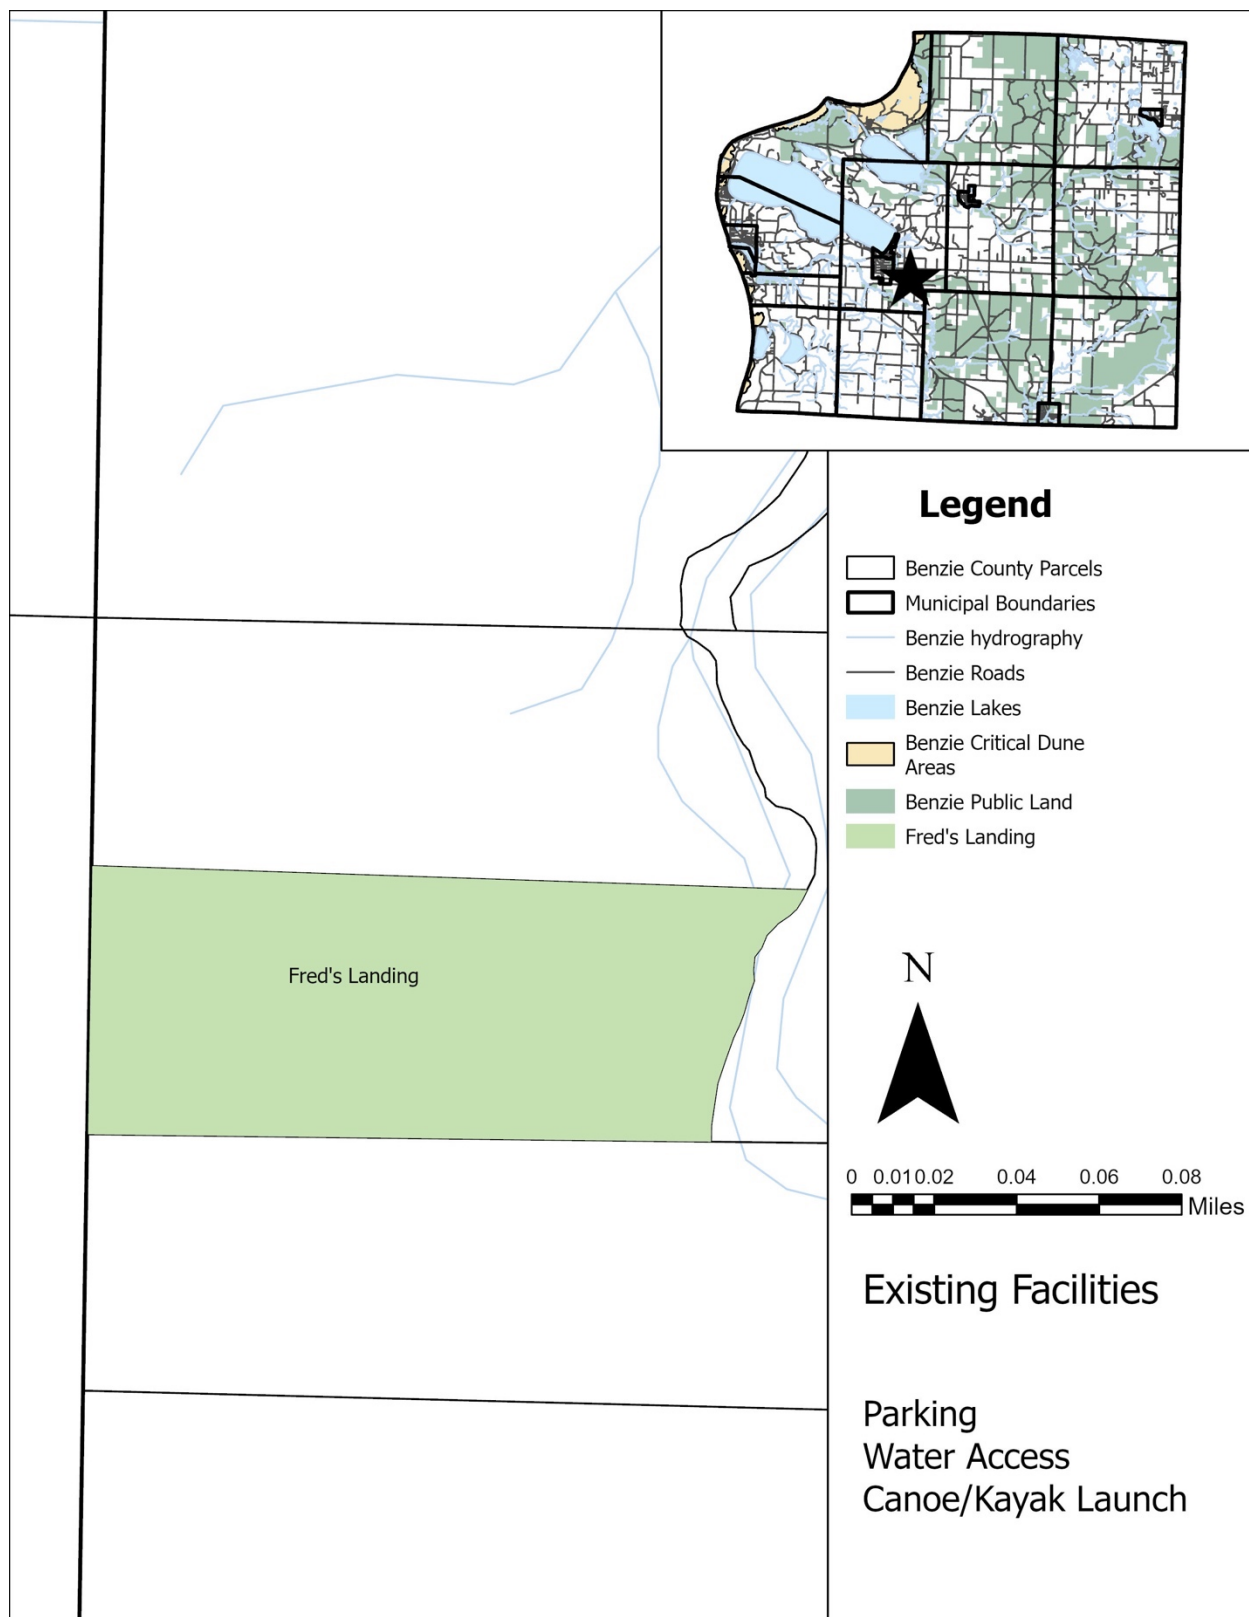 Legend
Benzie County Parcels
Municipal Boundaries
Benzie hydrography
Benzie Roads
Benzie Lakes
Benzie Critical Dune
Areas
Benzie Public Land
Fred's Landing
Fred's Landing
N
0 0.01 0.02 0.04 0.06 0.08
Miles
Existing Facilities
Parking
Water Access
Canoe/Kayak Launch